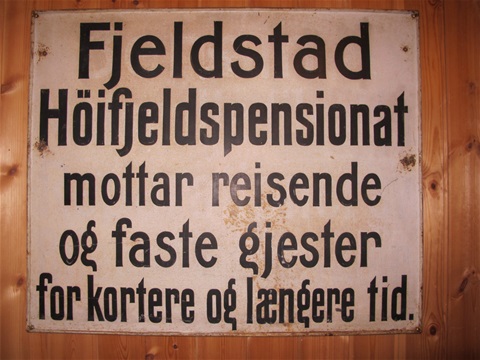 Fjeldstad
Höifjeldspensionat
mottar reisende
og faste gjester
for kortere og længere tid.